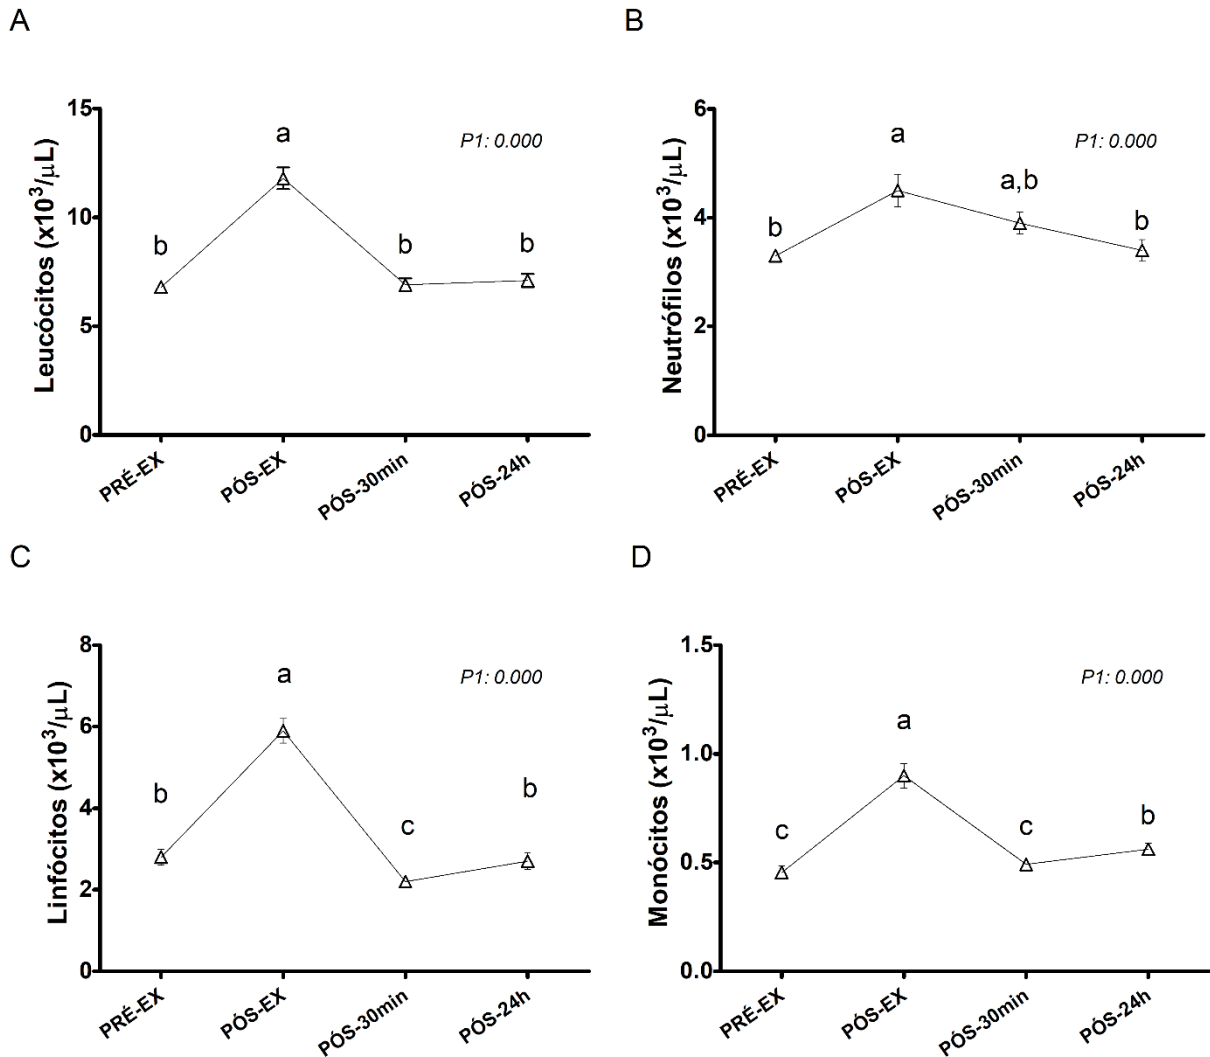 A
Leucócitos (x10³/μL)
15
10
5
0
b
a
b
b
P1: 0.000
PRÉ-EX
PÓS-EX
PÓS-30min
PÓS-24h
B
Neutrófilos (x10³/μL)
6
4
2
0
b
a
a,b
b
P1: 0.000
PRÉ-EX
PÓS-EX
PÓS-30min
PÓS-24h
C
Linfócitos (x10³/μL)
8
6
4
2
0
b
a
c
b
P1: 0.000
PRÉ-EX
PÓS-EX
PÓS-30min
PÓS-24h
D
Monócitos (x10³/μL)
1.5
1.0
0.5
0.0
c
a
c
b
P1: 0.000
PRÉ-EX
PÓS-EX
PÓS-30min
PÓS-24h